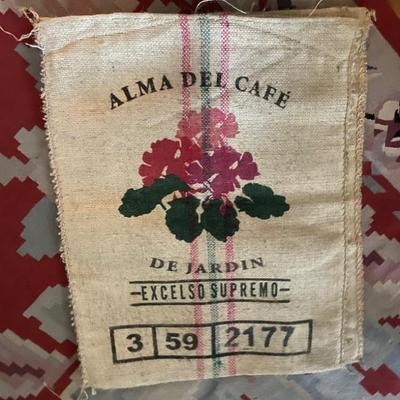 ALMA DEL CAFÉ
DE JARDIN
-EXCELSO SUPREMO-
3 59 2177